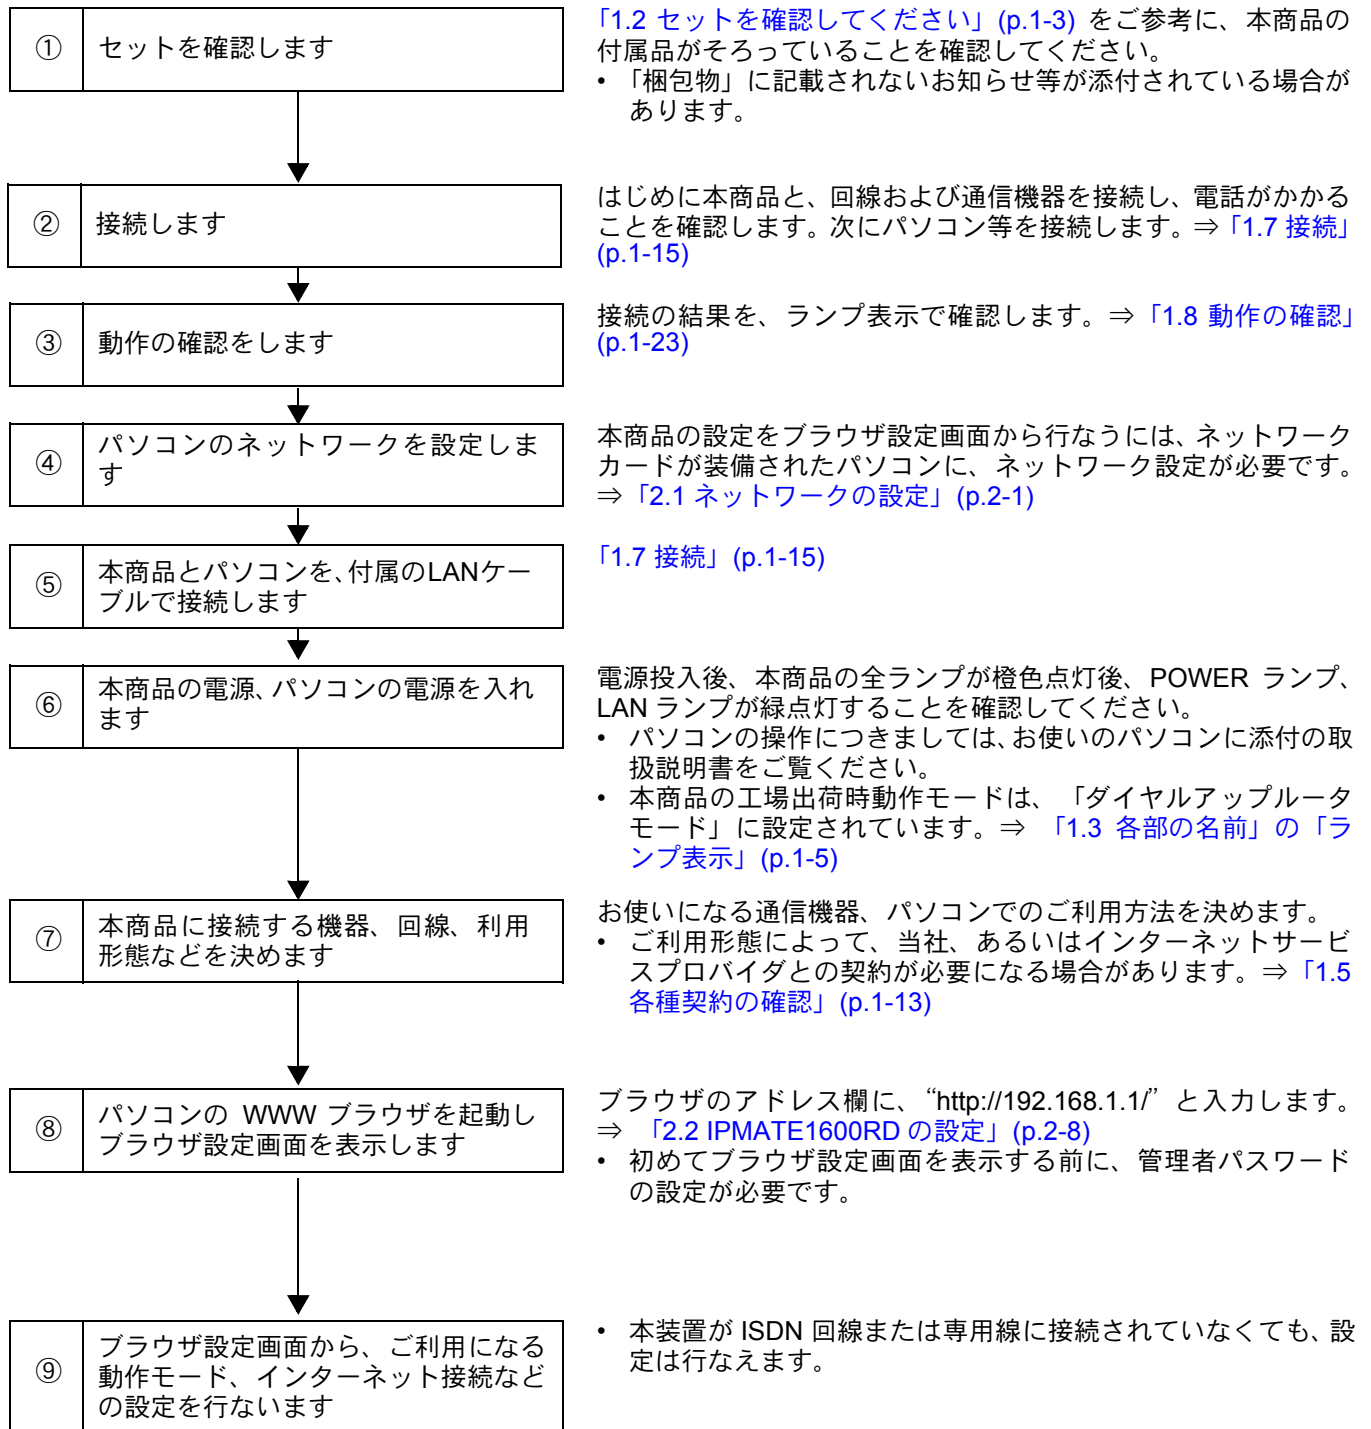 ①
セットを確認します
「1.2 セットを確認してください」(p.1-3) をご参考に、本商品の
付属品がそろっていることを確認してください。
• 「梱包物」に記載されないお知らせ等が添付されている場合が
あります。
②
接続します
はじめに本商品と、回線および通信機器を接続し、電話がかかる
ことを確認します。次にパソコン等を接続します。⇒「1.7 接続」
(p.1-15)
③
動作の確認をします
接続の結果を、ランプ表示で確認します。⇒「1.8 動作の確認」
(p.1-23)
④
パソコンのネットワークを設定しま
す
本商品の設定をブラウザ設定画面から行なうには、ネットワーク
カードが装備されたパソコンに、ネットワーク設定が必要です。
⇒「2.1 ネットワークの設定」(p.2-1)
⑤
本商品とパソコンを、付属のLANケー
ブルで接続します
「1.7 接続」(p.1-15)
⑥
本商品の電源、パソコンの電源を入れ
ます
電源投入後、本商品の全ランプが橙色点灯後、POWER ランプ、
LAN ランプが緑点灯することを確認してください。
• パソコンの操作につきましては、お使いのパソコンに添付の取
扱説明書をご覧ください。
• 本商品の工場出荷時動作モードは、「ダイヤルアップルータ
モード」に設定されています。⇒ 「1.3 各部の名前」の「ラ
ンプ表示」(p.1-5)
⑦
本商品に接続する機器、回線、利用
形態などを決めます
お使いになる通信機器、パソコンでのご利用方法を決めます。
• ご利用形態によって、当社、あるいはインターネットサービ
スプロバイダとの契約が必要になる場合があります。⇒「1.5
各種契約の確認」(p.1-13)
⑧
パソコンの WWW ブラウザを起動し
ブラウザ設定画面を表示します
ブラウザのアドレス欄に、“http://192.168.1.1/” と入力します。
⇒ 「2.2 IPMATE1600RD の設定」(p.2-8)
• 初めてブラウザ設定画面を表示する前に、管理者パスワード
の設定が必要です。
⑨
ブラウザ設定画面から、ご利用になる
動作モード、インターネット接続など
の設定を行ないます
• 本装置が ISDN 回線または専用線に接続されていなくても、設
定は行なえます。